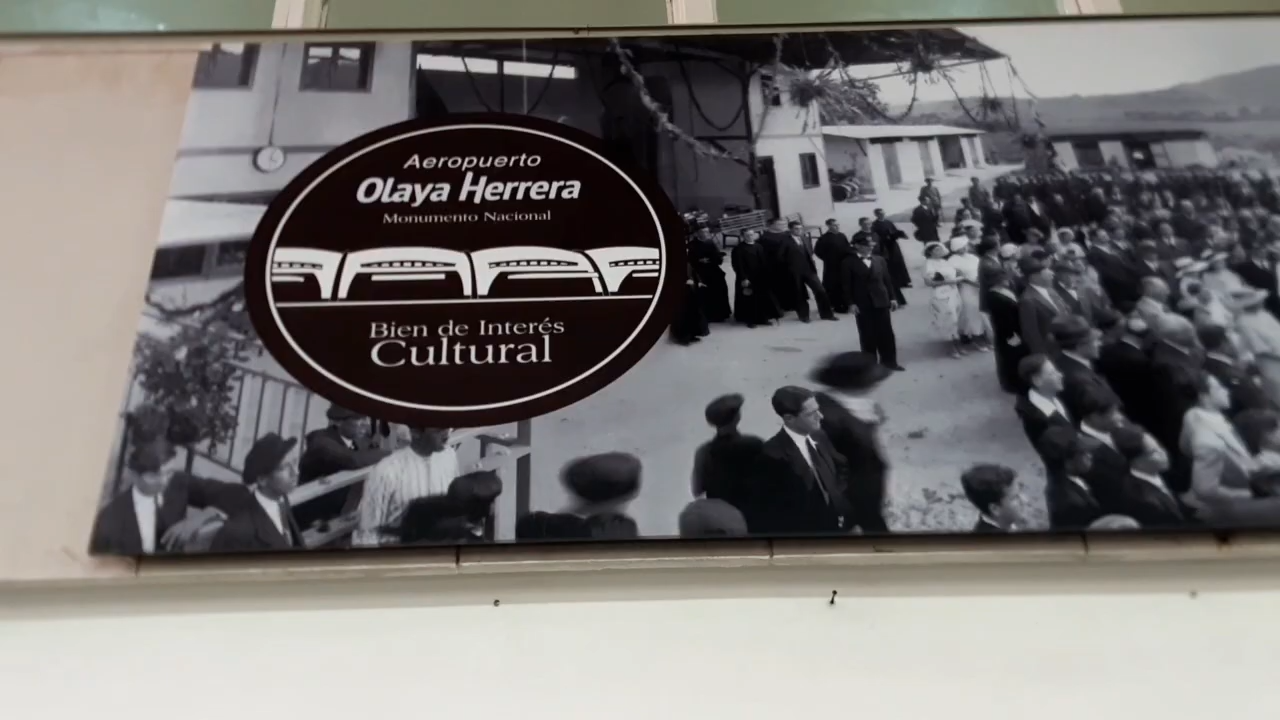 Aeropuerto
Olaya Herrera
Monumento Nacional
Bien de Interés
Cultural